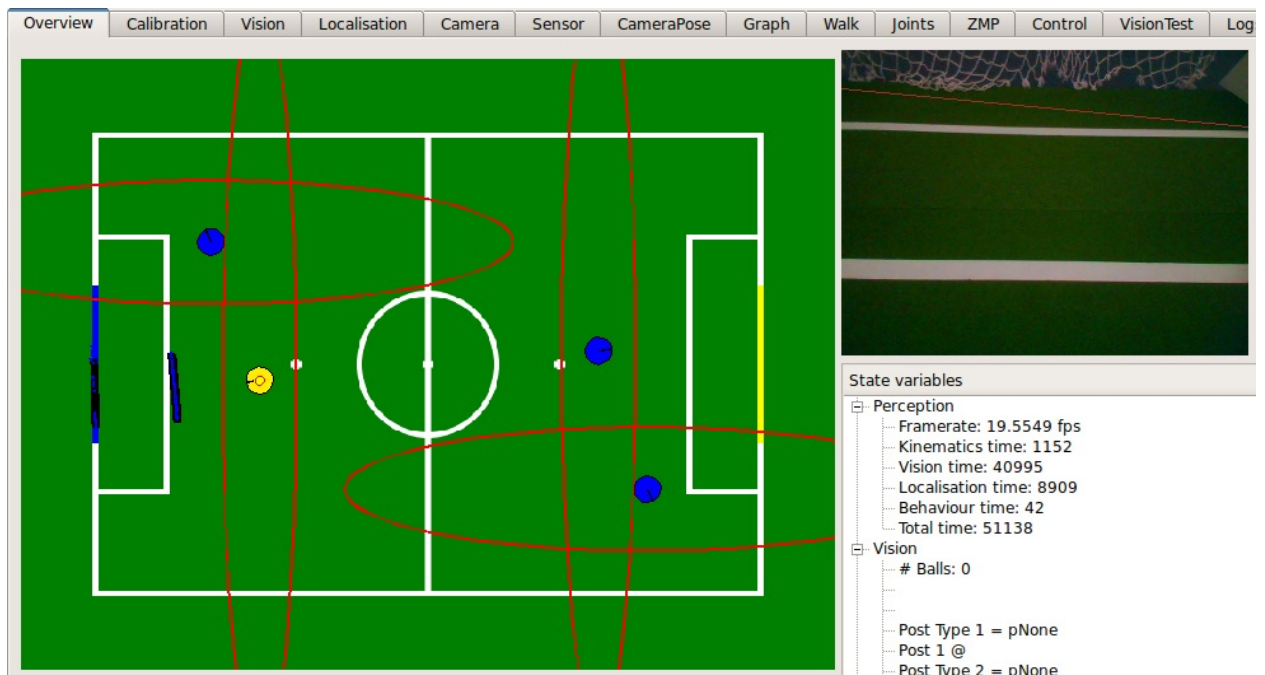 Overview Calibration Vision Localisation Camera Sensor CameraPose Graph Walk Joints ZMP Control VisionTest Log
State variables
Perception
Framerate: 19.5549 fps
Kinematics time: 1152
Vision time: 40995
Localisation time: 8909
Behaviour time: 42
Total time: 51138
Vision
# Balls: 0
Post Type 1 = pNone
Post 1 @
Post Type 2 = pNone